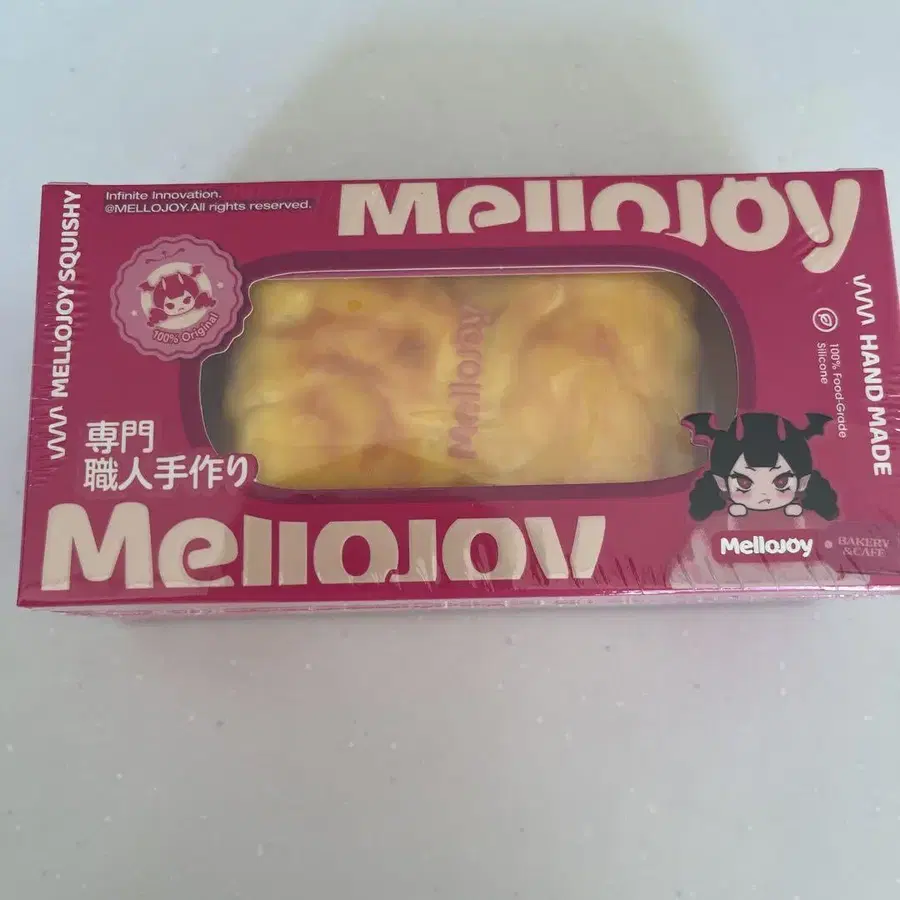 Infinite Innovation.
@MELLOJOY.All rights reserved.
Mellojoy
MELLOJOY SQUISHY
100% Original
Mellojoy
HAND MADE
100% Food-Grade
Silicone
専門
職人手作り
Mellojoy
Mellojoy
BAKERY
&CAFE